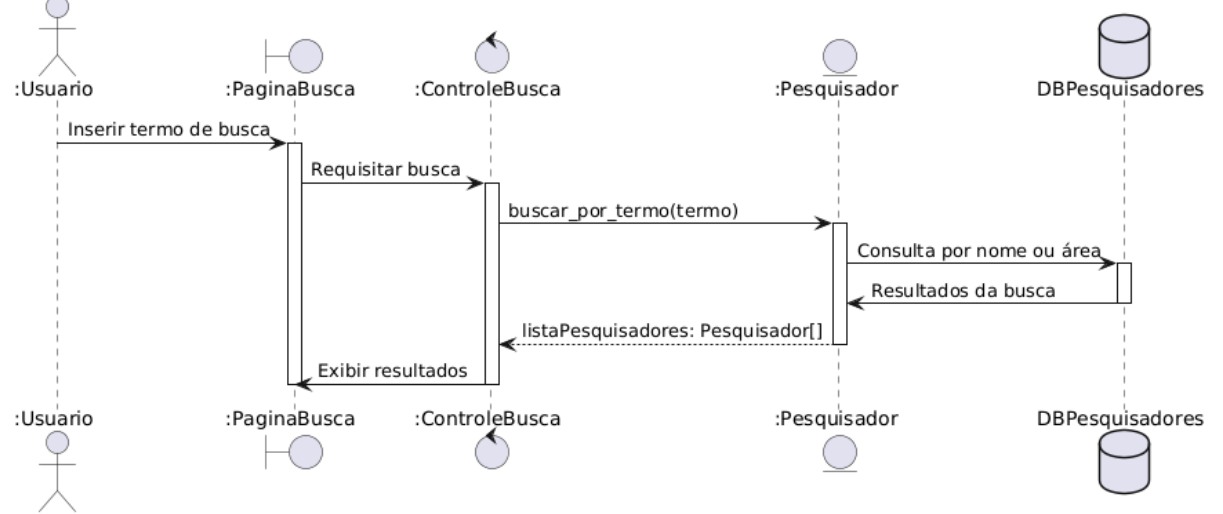 :Usuario
:PaginaBusca
:ControleBusca
:Pesquisador
DBPesquisadores
Inserir termo de busca
Requisitar busca
buscar_por_termo(termo)
Consulta por nome ou área
Resultados da busca
listaPesquisadores: Pesquisador[]
Exibir resultados
:Usuario
:PaginaBusca
:ControleBusca
:Pesquisador
DBPesquisadores